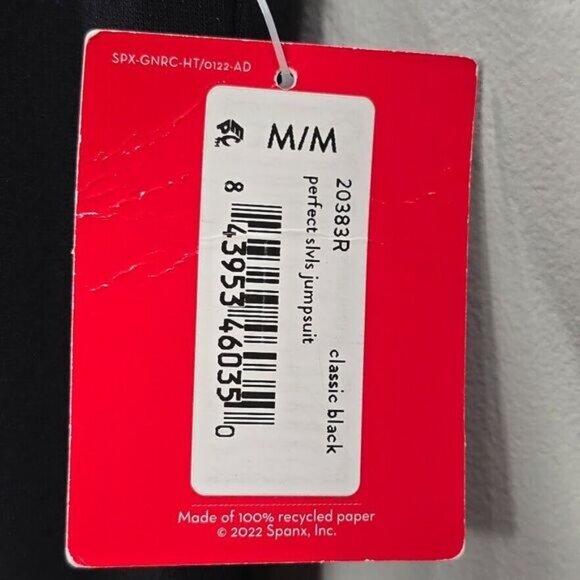 SPX-GNRC-HT/0122-AD
M/M
EPC
20383R
perfect slvls jumpsuit
classic black
8 43953 46035 0
Made of 100% recycled paper
© 2022 Spanx, Inc.